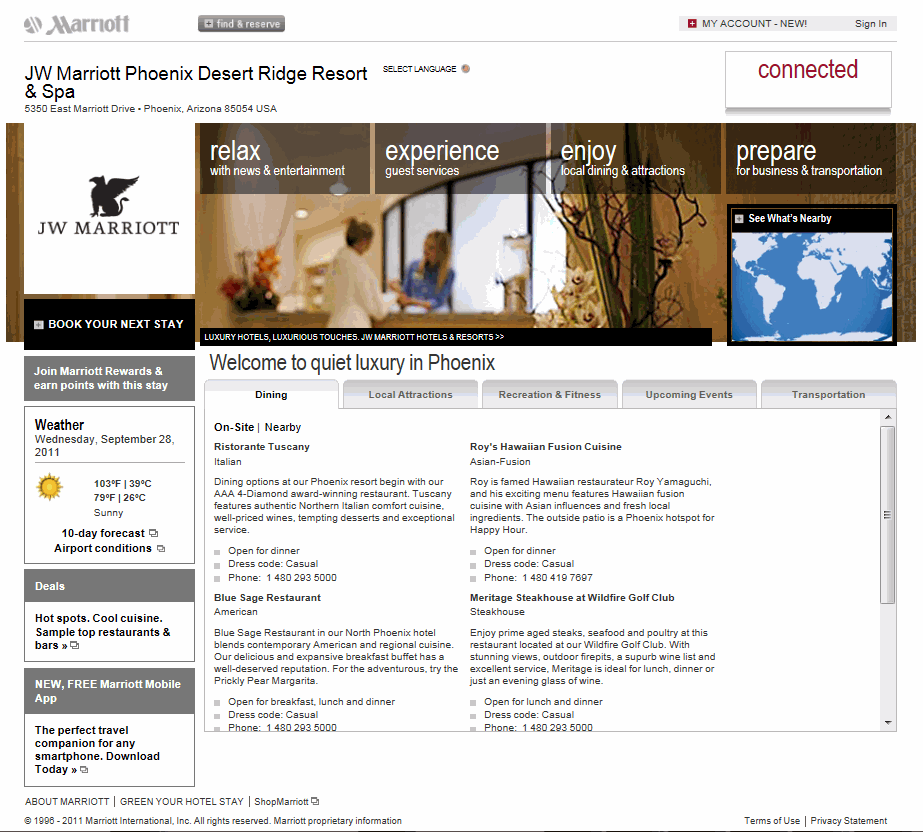 Marriott
find & reserve
MY ACCOUNT - NEW!
Sign In
JW Marriott Phoenix Desert Ridge Resort
& Spa
SELECT LANGUAGE
5350 East Marriott Drive • Phoenix, Arizona 85054 USA
connected
JW MARRIOTT
relax
with news & entertainment
experience
guest services
enjoy
local dining & attractions
prepare
for business & transportation
See What's Nearby
BOOK YOUR NEXT STAY
LUXURY HOTELS, LUXURIOUS TOUCHES. JW MARRIOTT HOTELS & RESORTS >>
Join Marriott Rewards &
earn points with this stay
Weather
Wednesday, September 28,
2011
103°F | 39°C
79°F | 26°C
Sunny
10-day forecast
Airport conditions
Deals
Hot spots. Cool cuisine.
Sample top restaurants &
bars »
NEW, FREE Marriott Mobile
App
The perfect travel
companion for any
smartphone. Download
Today »
Welcome to quiet luxury in Phoenix
Dining
Local Attractions
Recreation & Fitness
Upcoming Events
Transportation
On-Site | Nearby
Ristorante Tuscany
Italian
Dining options at our Phoenix resort begin with our
AAA 4-Diamond award-winning restaurant. Tuscany
features authentic Northern Italian comfort cuisine,
well-priced wines, tempting desserts and exceptional
service.
Open for dinner
Dress code: Casual
Phone: 1 480 293 5000
Roy's Hawaiian Fusion Cuisine
Asian-Fusion
Roy is famed Hawaiian restaurateur Roy Yamaguchi,
and his exciting menu features Hawaiian fusion
cuisine with Asian influences and fresh local
ingredients. The outside patio is a Phoenix hotspot for
Happy Hour.
Open for dinner
Dress code: Casual
Phone: 1 480 419 7697
Blue Sage Restaurant
American
Blue Sage Restaurant in our North Phoenix hotel
blends contemporary American and regional cuisine.
Our delicious and expansive breakfast buffet has a
well-deserved reputation. For the adventurous, try the
Prickly Pear Margarita.
Open for breakfast, lunch and dinner
Dress code: Casual
Phone: 1 480 293 5000
Meritage Steakhouse at Wildfire Golf Club
Steakhouse
Enjoy prime aged steaks, seafood and poultry at this
restaurant located at our Wildfire Golf Club. With
stunning views, outdoor firepits, a supurb wine list and
excellent service, Meritage is ideal for lunch, dinner or
just an evening glass of wine.
Open for lunch and dinner
Dress code: Casual
Phone: 1 480 293 5000
ABOUT MARRIOTT | GREEN YOUR HOTEL STAY | ShopMarriott
© 1996 - 2011 Marriott International, Inc. All rights reserved. Marriott proprietary information
Terms of Use | Privacy Statement